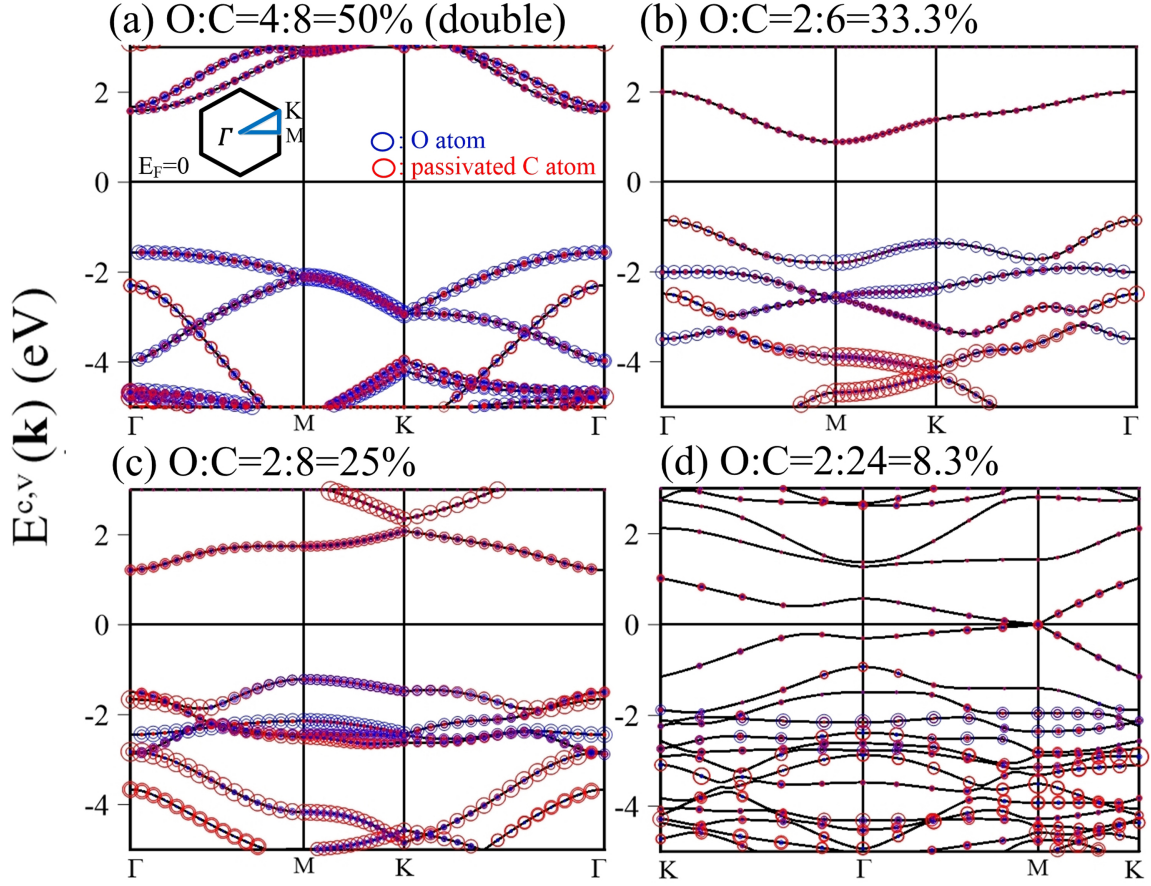 (a) O:C=4:8=50% (double)
(b) O:C=2:6=33.3%
E^c,v (k) (eV)
2
0
-2
-4
K
Γ
M
E_F=0
: O atom
: passivated C atom
Γ
M
K
Γ
2
0
-2
-4
Γ
M
K
Γ
(c) O:C=2:8=25%
(d) O:C=2:24=8.3%
2
0
-2
-4
Γ
M
K
Γ
2
0
-2
-4
K
Γ
M
K